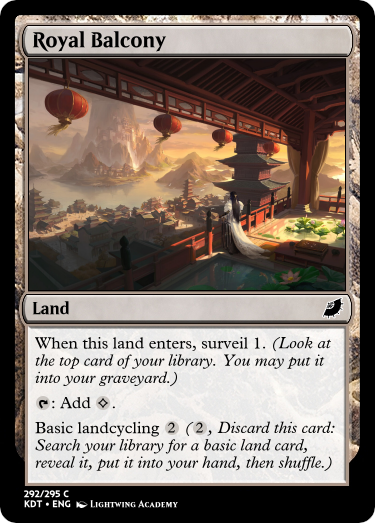 Royal Balcony
Land
When this land enters, surveil 1. (Look at
the top card of your library. You may put it
into your graveyard.)
: Add .
Basic landcycling 2 (2, Discard this card:
Search your library for a basic land card,
reveal it, put it into your hand, then shuffle.)
292/295 C
KDT • ENG Lightwing Academy